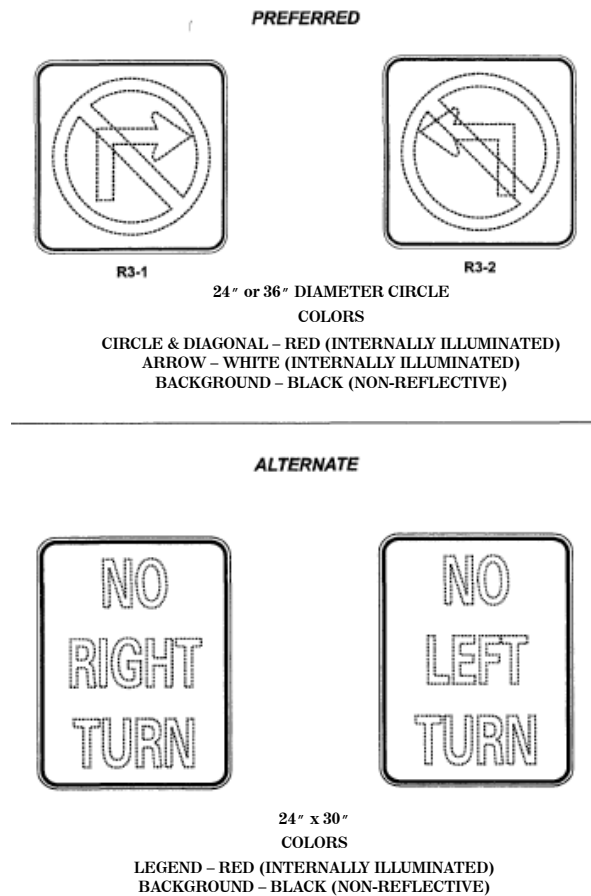 PREFERRED
R3-1
R3-2
24″ or 36″ DIAMETER CIRCLE
COLORS
CIRCLE & DIAGONAL – RED (INTERNALLY ILLUMINATED)
ARROW – WHITE (INTERNALLY ILLUMINATED)
BACKGROUND – BLACK (NON-REFLECTIVE)
ALTERNATE
NO
RIGHT
TURN
NO
LEFT
TURN
24″ x 30″
COLORS
LEGEND – RED (INTERNALLY ILLUMINATED)
BACKGROUND – BLACK (NON-REFLECTIVE)